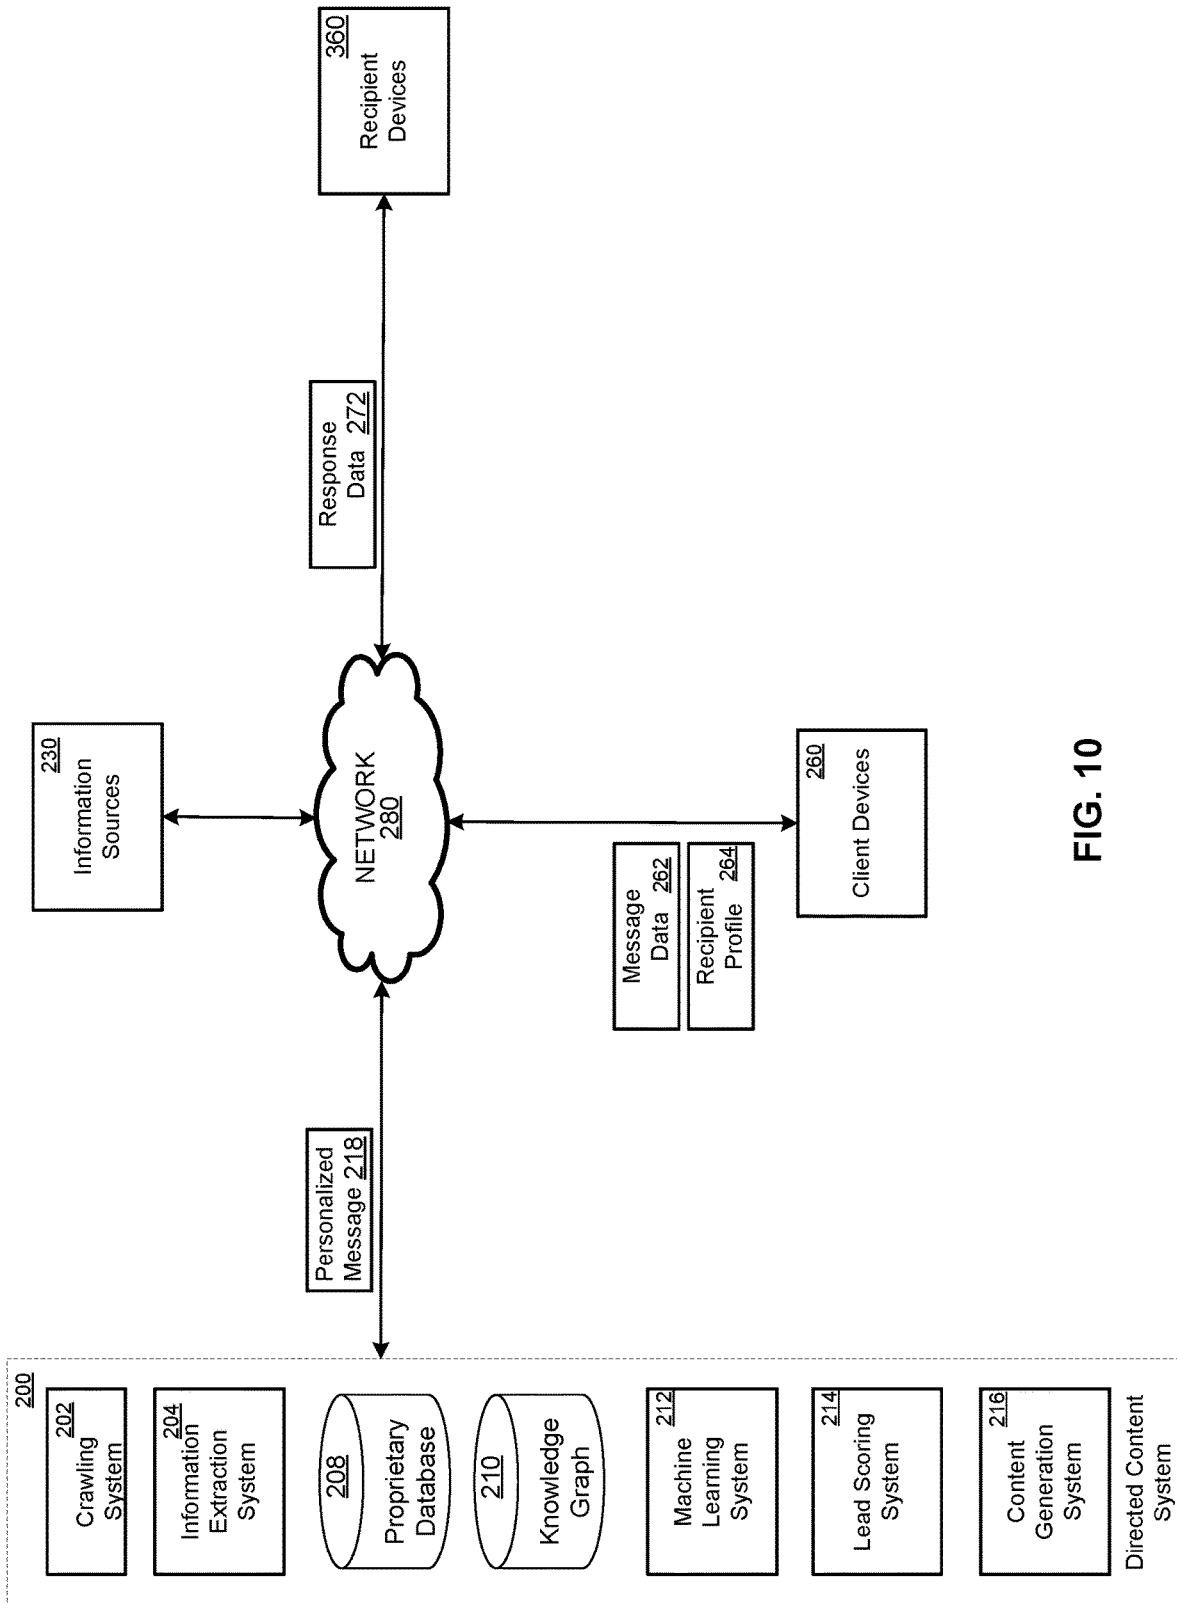 200
202
Crawling
System
204
Information
Extraction
System
208
Proprietary
Database
210
Knowledge
Graph
212
Machine
Learning
System
214
Lead Scoring
System
216
Content
Generation
System
Directed Content
System
Personalized
Message 218
230
Information
Sources
NETWORK
280
Message
Data 262
Recipient
Profile 264
260
Client Devices
Response
Data 272
360
Recipient
Devices
FIG. 10